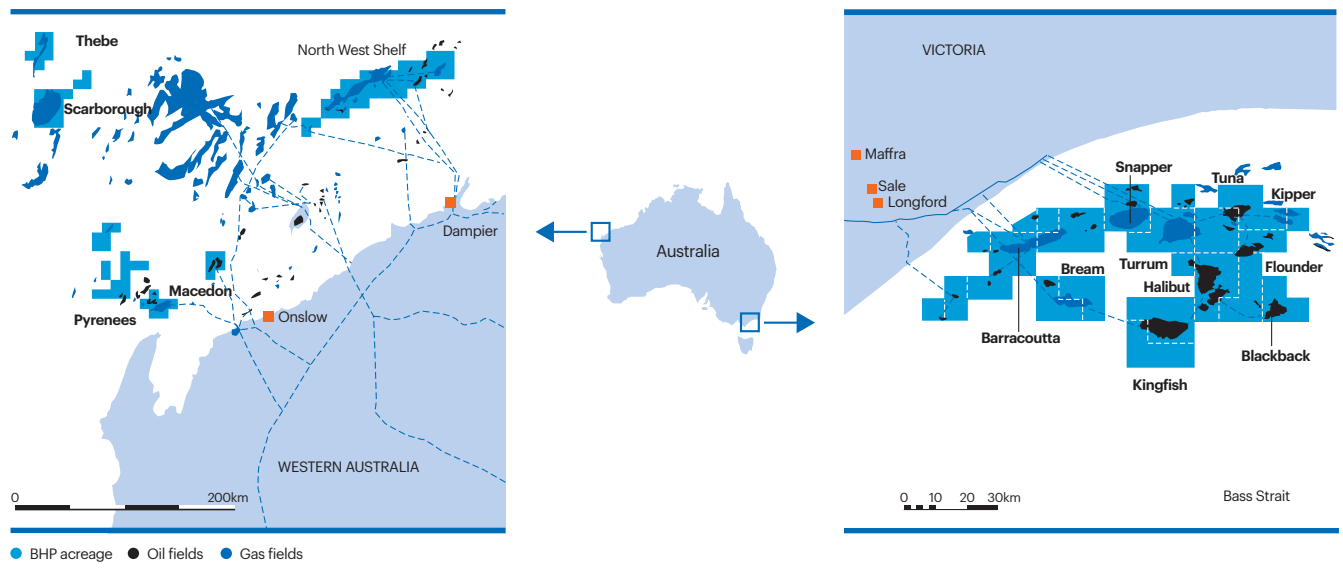 Thebe
North West Shelf
Scarborough
Dampier
Macedon
Pyrenees
Onslow
WESTERN AUSTRALIA
0 200km
BHP acreage Oil fields Gas fields
Australia
VICTORIA
Maffra
Snapper
Tuna
Sale
Kipper
Longford
Bream
Turrum
Flounder
Halibut
Barracoutta
Blackback
Kingfish
0 10 20 30km
Bass Strait